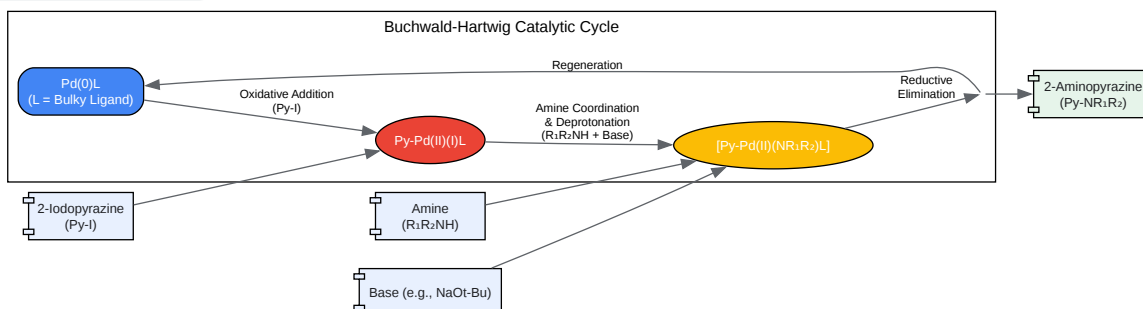 Buchwald-Hartwig Catalytic Cycle
Pd(0)L
(L = Bulky Ligand)
Regeneration
Oxidative Addition
(Py-I)
Py-Pd(II)(I)L
Amine Coordination
& Deprotonation
(R₁R₂NH + Base)
[Py-Pd(II)(NR₁R₂)L]
Reductive
Elimination
2-Aminopyrazine
(Py-NR₁R₂)
2-Iodopyrazine
(Py-I)
Amine
(R₁R₂NH)
Base (e.g., NaOt-Bu)